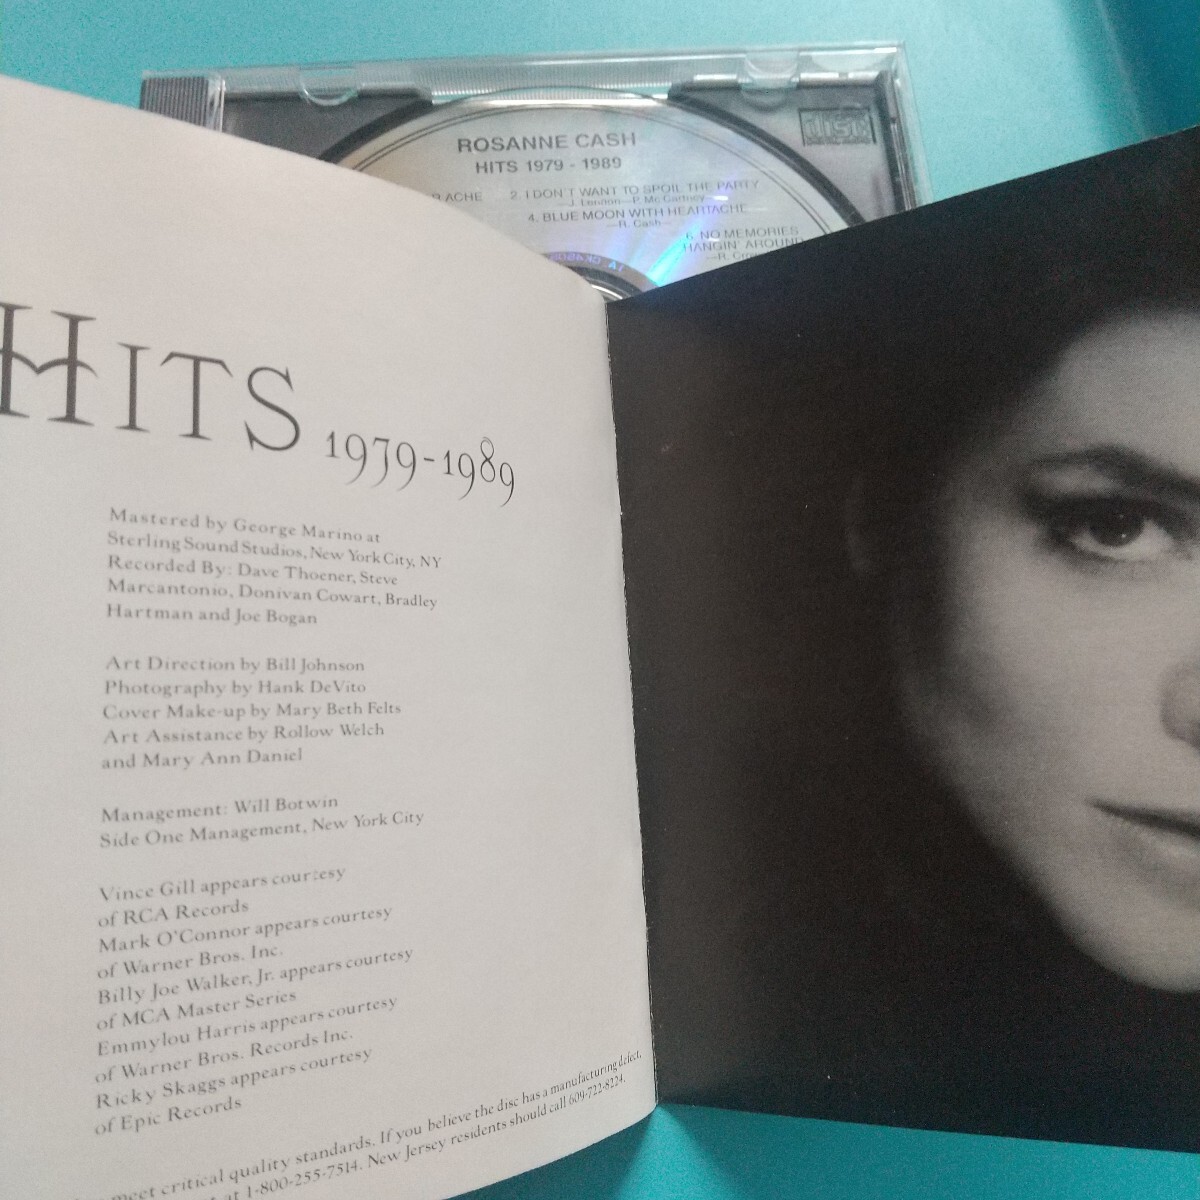 ROSANNE CASH
HITS 1979 - 1989
ACHE 2. I DON'T WANT TO SPOIL THE PARTY
—J. Lennon—P. McCartney—
4. BLUE MOON WITH HEARTACHE
—R. Cash—
6. NO MEMORIES
HANGIN' AROUND
—R.
disc
HITS 1979-1989
Mastered by George Marino at
Sterling Sound Studios, New York City, NY
Recorded By: Dave Thoener, Steve
Marcantonio, Donivan Cowart, Bradley
Hartman and Joe Bogan
Art Direction by Bill Johnson
Photography by Hank DeVito
Cover Make-up by Mary Beth Felts
Art Assistance by Rollow Welch
and Mary Ann Daniel
Management: Will Botwin
Side One Management, New York City
Vince Gill appears courtesy
of RCA Records
Mark O'Connor appears courtesy
of Warner Bros. Inc.
Billy Joe Walker, Jr. appears courtesy
of MCA Master Series
Emmylou Harris appears courtesy
of Warner Bros. Records Inc.
Ricky Skaggs appears courtesy
of Epic Records
meet critical quality standards. If you believe the disc has a manufacturing defect,
at 1-800-255-7514. New Jersey residents should call 609-722-8224.